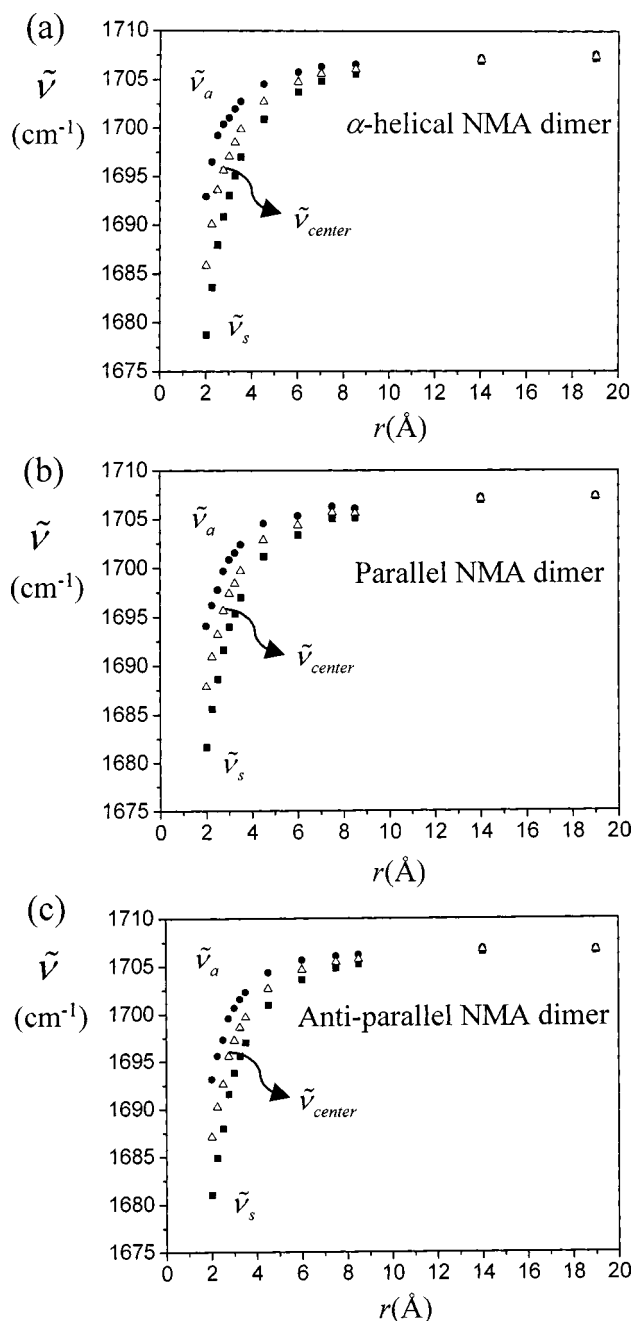 (a)
ν̃
(cm⁻¹)
1710
1705
1700
1695
1690
1685
1680
1675
ν̃a
α-helical NMA dimer
ν̃center
ν̃s
0 2 4 6 8 10 12 14 16 18 20
r(Å)
(b)
ν̃
(cm⁻¹)
1710
1705
1700
1695
1690
1685
1680
1675
ν̃a
Parallel NMA dimer
ν̃center
ν̃s
0 2 4 6 8 10 12 14 16 18 20
r(Å)
(c)
ν̃
(cm⁻¹)
1710
1705
1700
1695
1690
1685
1680
1675
ν̃a
Anti-parallel NMA dimer
ν̃center
ν̃s
0 2 4 6 8 10 12 14 16 18 20
r(Å)